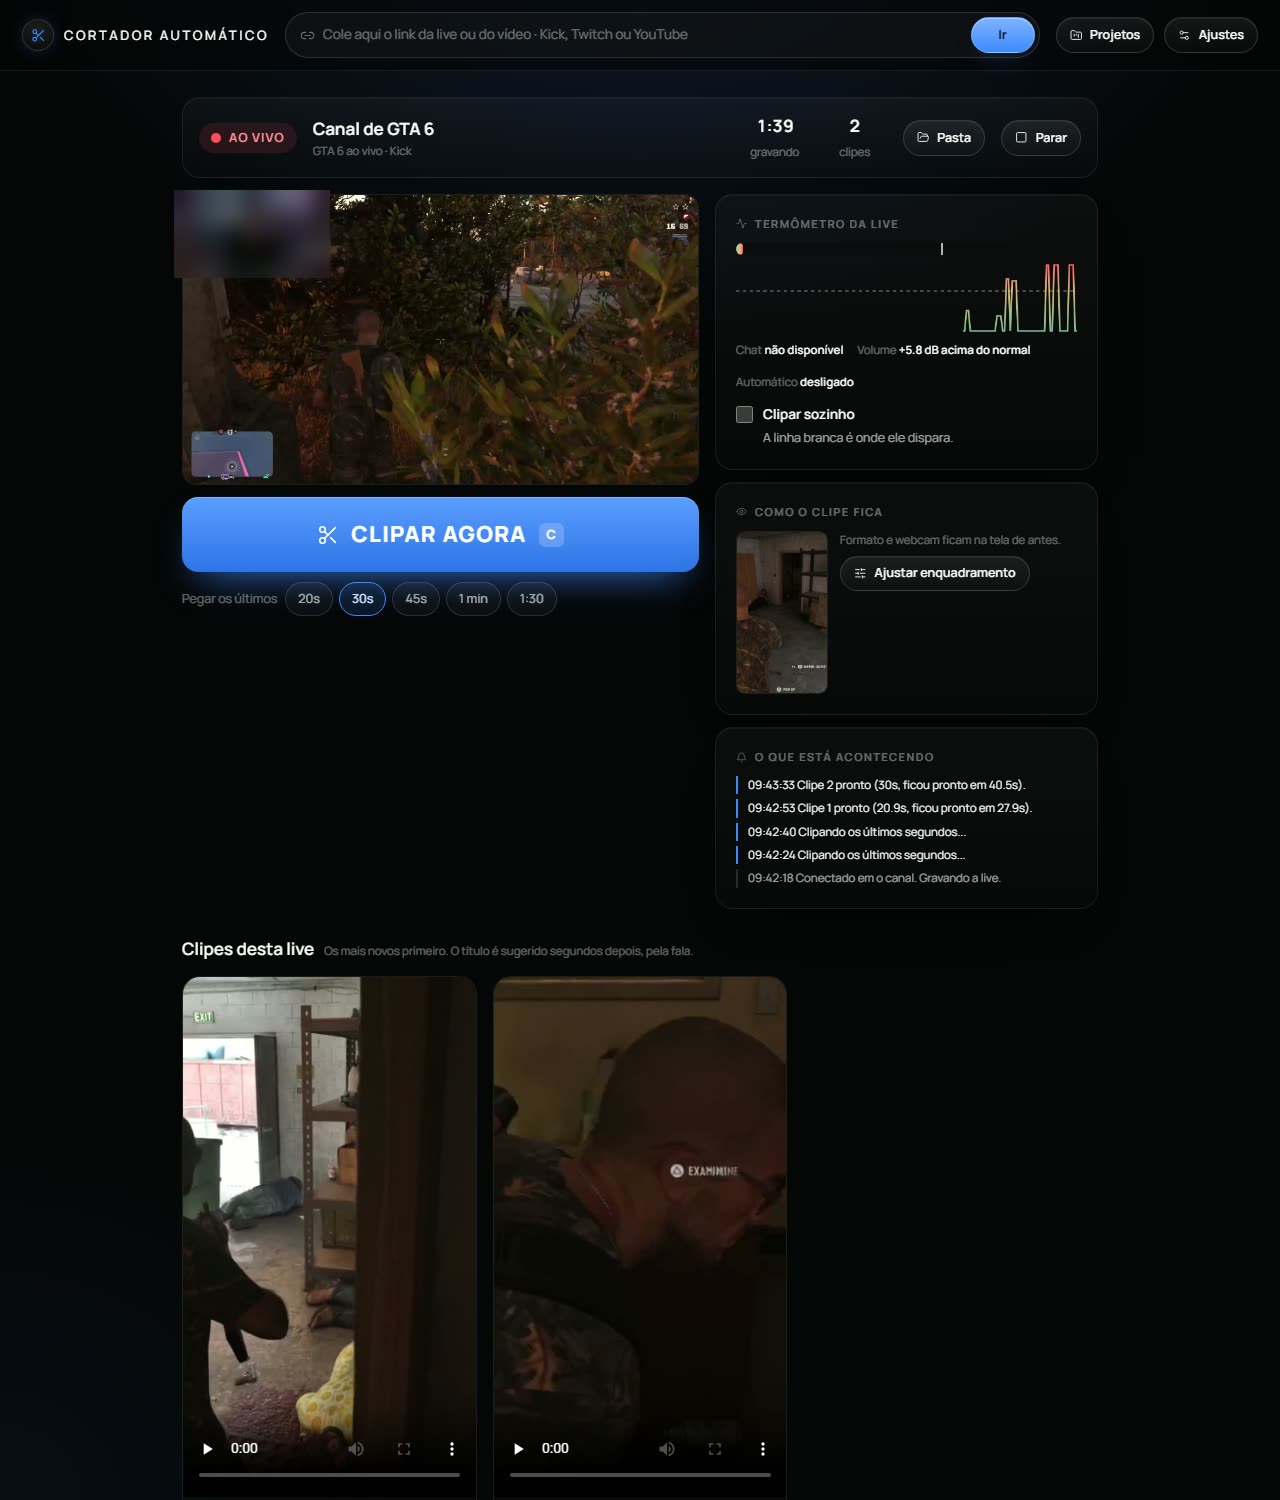 CORTADOR AUTOMÁTICO
Cole aqui o link da live ou do vídeo · Kick, Twitch ou YouTube
Ir
Projetos
Ajustes
AO VIVO
Canal de GTA 6
GTA 6 ao vivo · Kick
1:39
gravando
2
clipes
Pasta
Parar
16 69
CLIPAR AGORA
C
Pegar os últimos
20s
30s
45s
1 min
1:30
TERMÔMETRO DA LIVE
Chat não disponível
Volume +5.8 dB acima do normal
Automático desligado
Clipar sozinho
A linha branca é onde ele dispara.
COMO O CLIPE FICA
Formato e webcam ficam na tela de antes.
Ajustar enquadramento
O QUE ESTÁ ACONTECENDO
09:43:33 Clipe 2 pronto (30s, ficou pronto em 40.5s).
09:42:53 Clipe 1 pronto (20.9s, ficou pronto em 27.9s).
09:42:40 Clipando os últimos segundos...
09:42:24 Clipando os últimos segundos...
09:42:18 Conectado em o canal. Gravando a live.
Clipes desta live
Os mais novos primeiro. O título é sugerido segundos depois, pela fala.
EXIT
0:00
EXAMIMINE
0:00